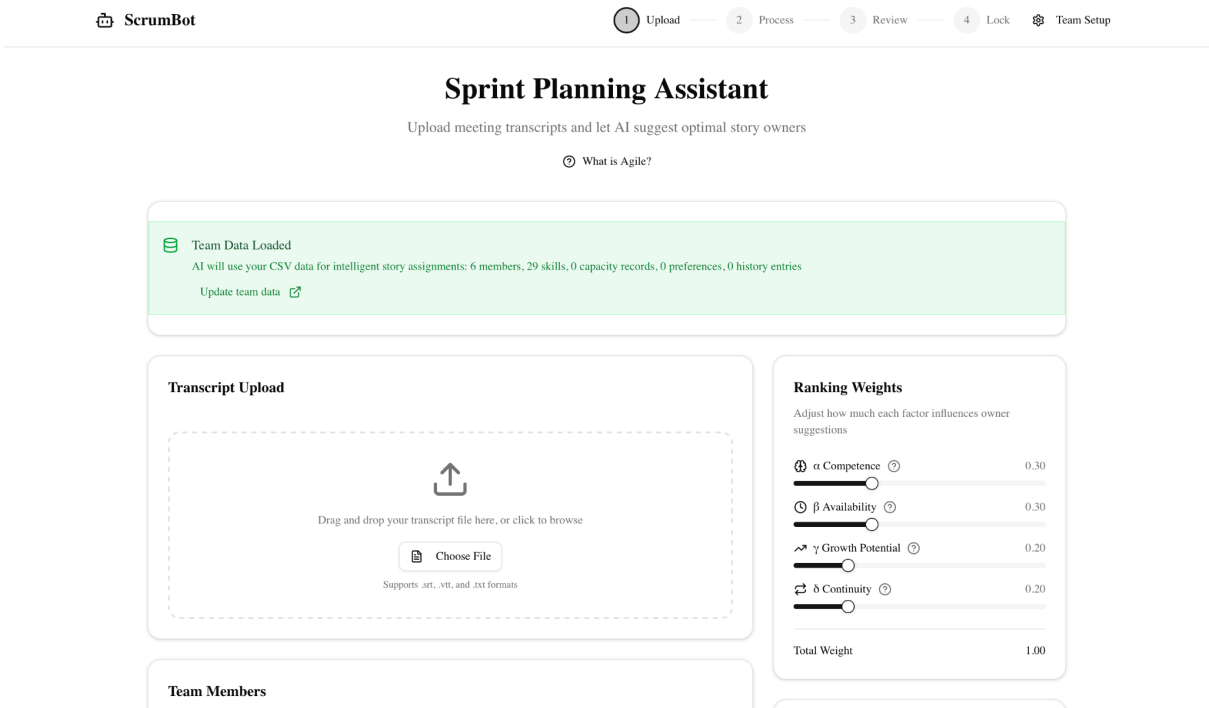 ScrumBot
1 Upload 2 Process 3 Review 4 Lock Team Setup
Sprint Planning Assistant
Upload meeting transcripts and let AI suggest optimal story owners
What is Agile?
Team Data Loaded
AI will use your CSV data for intelligent story assignments: 6 members, 29 skills, 0 capacity records, 0 preferences, 0 history entries
Update team data
Transcript Upload
Drag and drop your transcript file here, or click to browse
Choose File
Supports .srt, .vtt, and .txt formats
Team Members
Ranking Weights
Adjust how much each factor influences owner
suggestions
α Competence 0.30
β Availability 0.30
γ Growth Potential 0.20
δ Continuity 0.20
Total Weight 1.00